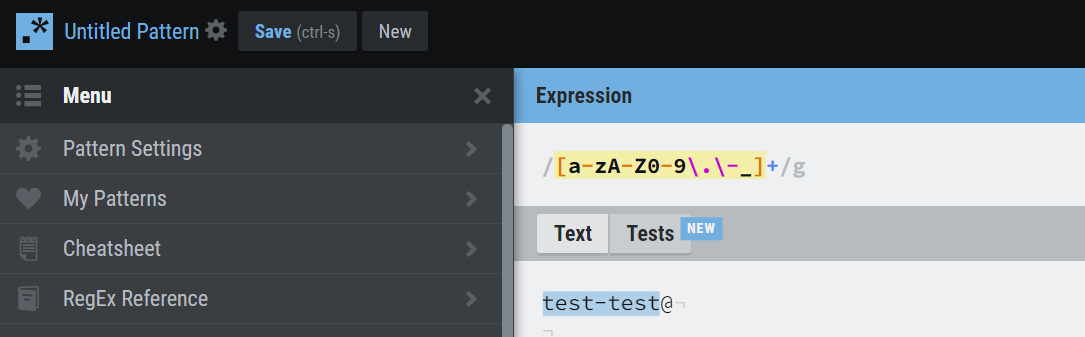 Untitled Pattern Save (ctrl-s) New
Menu
Pattern Settings
My Patterns
Cheatsheet
RegEx Reference
Expression
/[a-zA-Z0-9\.\-_]+/g
Text Tests NEW
test-test@¬
¬